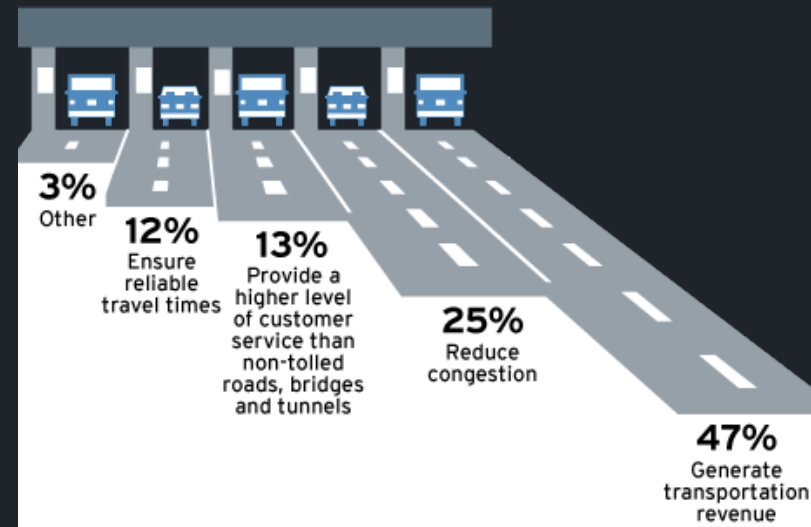 3%
Other
12%
Ensure
reliable
travel times
13%
Provide a
higher level
of customer
service than
non-tolled
roads, bridges
and tunnels
25%
Reduce
congestion
47%
Generate
transportation
revenue